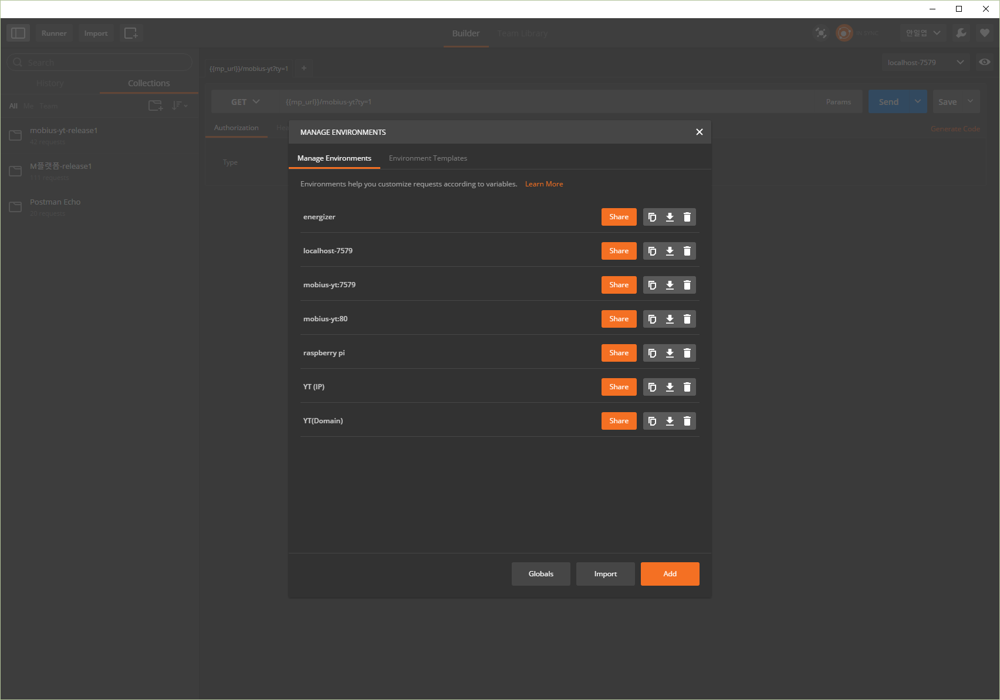 Runner
Import
Builder
Team Library
IN SYNC
안일엽
Search
{{mp_url}}/mobius-yt?ty=1
+
localhost-7579
History
Collections
All Me Team
GET
{{mp_url}}/mobius-yt?ty=1
Params
Send
Save
mobius-yt-release1
42 requests
Authorization
Hea
Generate Code
M플랫폼-release1
111 requests
Type
Postman Echo
20 requests
MANAGE ENVIRONMENTS
Manage Environments
Environment Templates
Environments help you customize requests according to variables. Learn More
energizer
Share
localhost-7579
Share
mobius-yt:7579
Share
mobius-yt:80
Share
raspberry pi
Share
YT (IP)
Share
YT(Domain)
Share
Globals
Import
Add